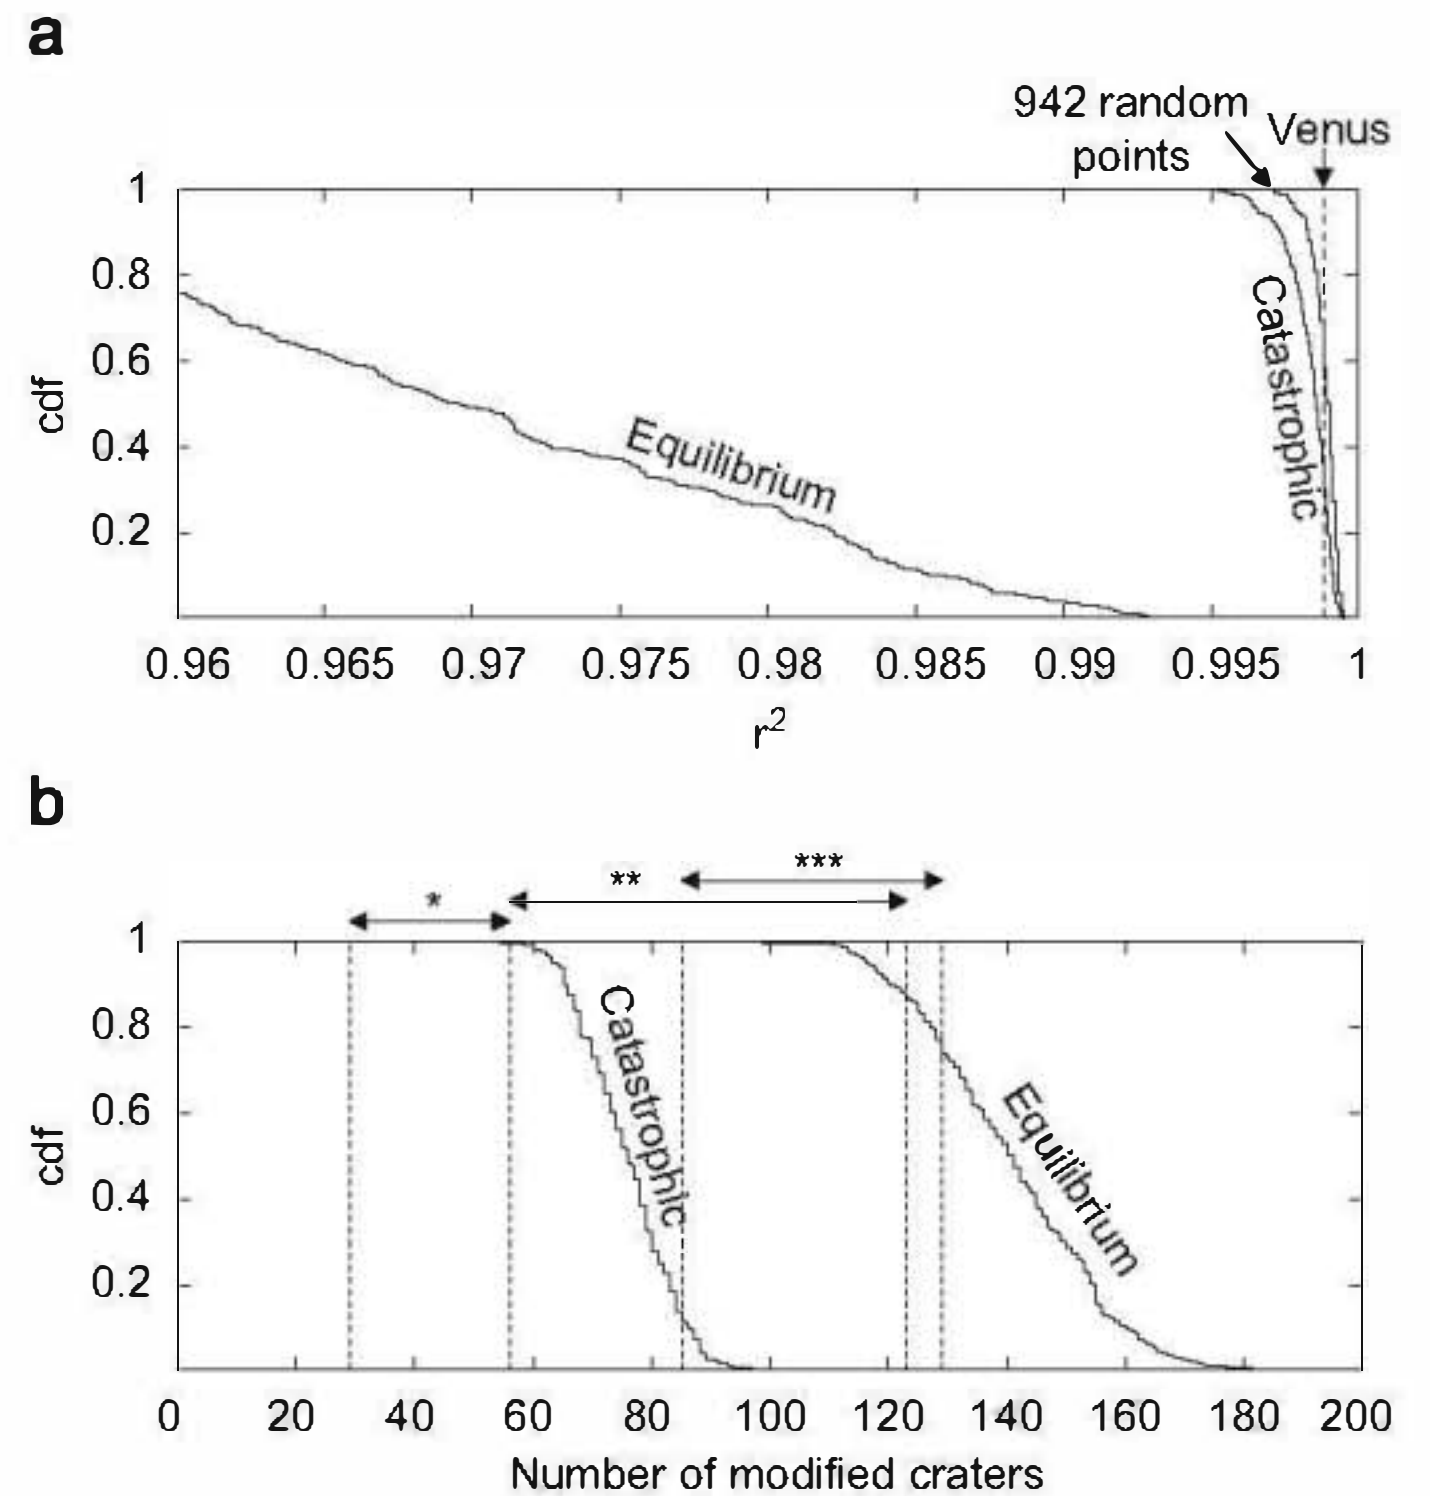 a
942 random
points
Venus
1
0.8
0.6
0.4
0.2
cdf
Equilibrium
Catastrophic
0.96 0.965 0.97 0.975 0.98 0.985 0.99 0.995 1
r²
b
***
**
*
1
0.8
0.6
0.4
0.2
cdf
Catastrophic
Equilibrium
0 20 40 60 80 100 120 140 160 180 200
Number of modified craters